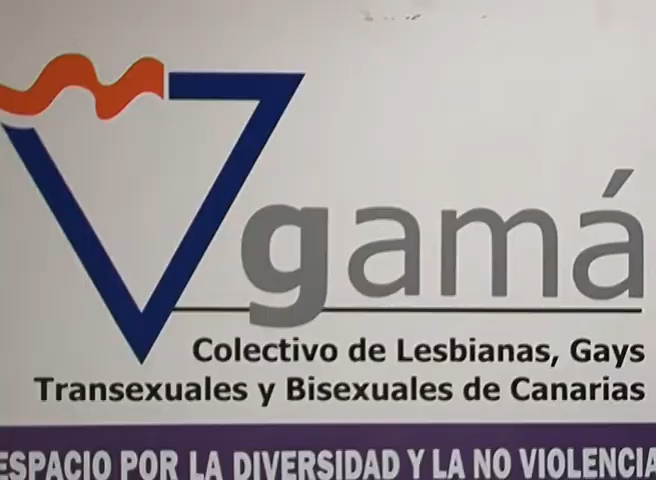 gamá
Colectivo de Lesbianas, Gays
Transexuales y Bisexuales de Canarias
ESPACIO POR LA DIVERSIDAD Y LA NO VIOLENCIA